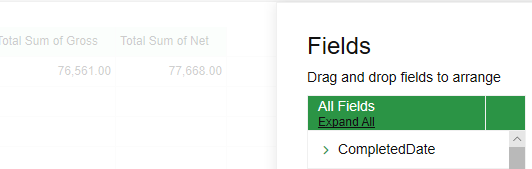 Total Sum of Gross Total Sum of Net
76,561.00 77,668.00
Fields
Drag and drop fields to arrange
All Fields
Expand All
CompletedDate